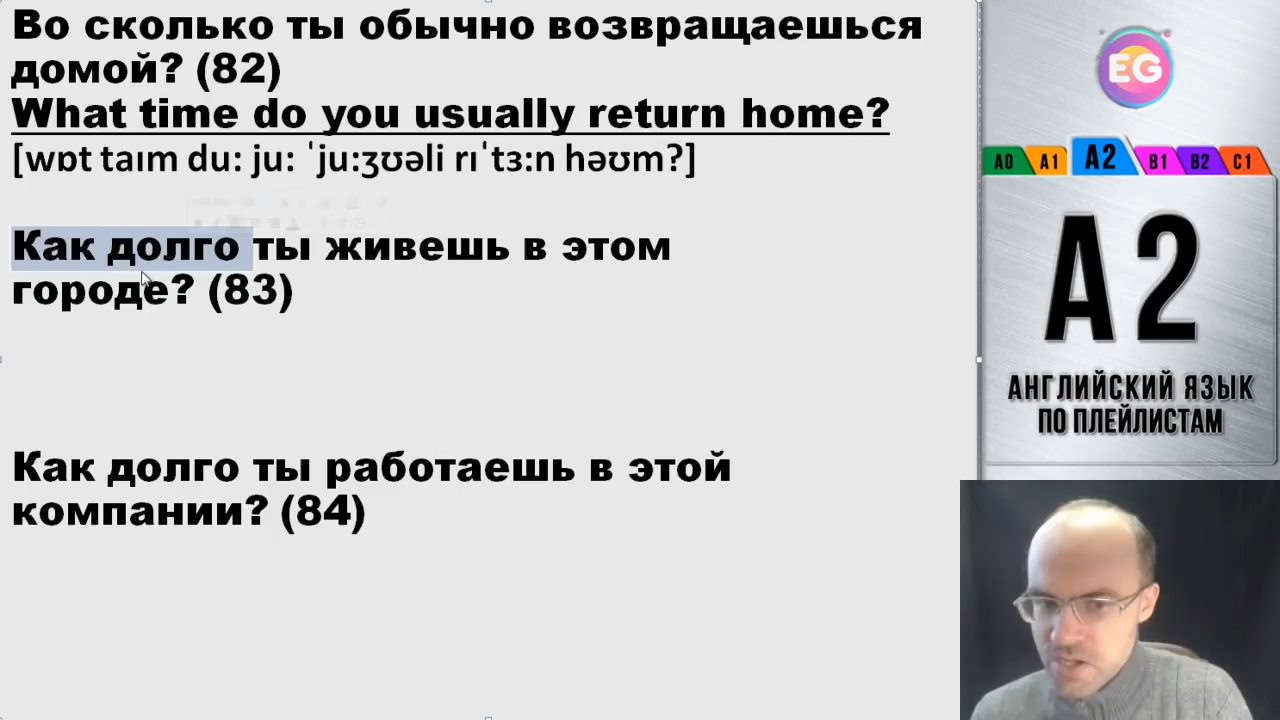 Во сколько ты обычно возвращаешься
домой? (82)
What time do you usually return home?
[wɒt taɪm du: ju: ˈju:ʒʊəli rɪˈtɜ:n həʊm?]
Как долго ты живешь в этом
городе? (83)
Как долго ты работаешь в этой
компании? (84)
EG
A0 A1 A2 B1 B2 C1
A2
АНГЛИЙСКИЙ ЯЗЫК
ПО ПЛЕЙЛИСТАМ